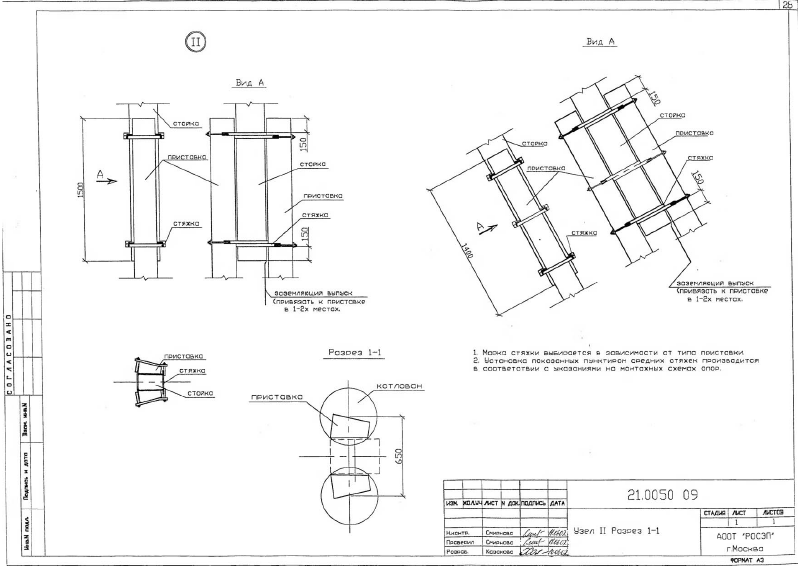 26
II
Вид А
Вид А
стойка
приставка
стойка
приставка
стяжка
стяжка
А
1500
150
150
заземляющий выпуск
(привязать к приставке
в 1-2х местах.
стойка
приставка
стяжка
А
1400
150
стойка
приставка
стяжка
150
заземляющий выпуск
(привязать к приставке
в 1-2х местах.
1. Марка стяжки выбирается в зависимости от типа приставки.
2. Установка показанных пунктиром средних стяжек производится
в соответствии с указаниями на монтажных схемах опор.
приставка
стяжка
стойка
Разрез 1-1
котлован
приставка
650
СОГЛАСОВАНО
Взам. инв.N
Подпись и дата
Инв.N подл.
21.0050 09
ИЗМ. КОЛ.УЧ ЛИСТ N ДОК. ПОДПИСЬ ДАТА
Н.контр. Смирнова
Проверил Смирнова
Разраб. Казакова
Узел II Разрез 1-1
СТАДИЯ ЛИСТ ЛИСТОВ
1 1
АООТ "РОСЭП"
г.Москва
ФОРМАТ А3